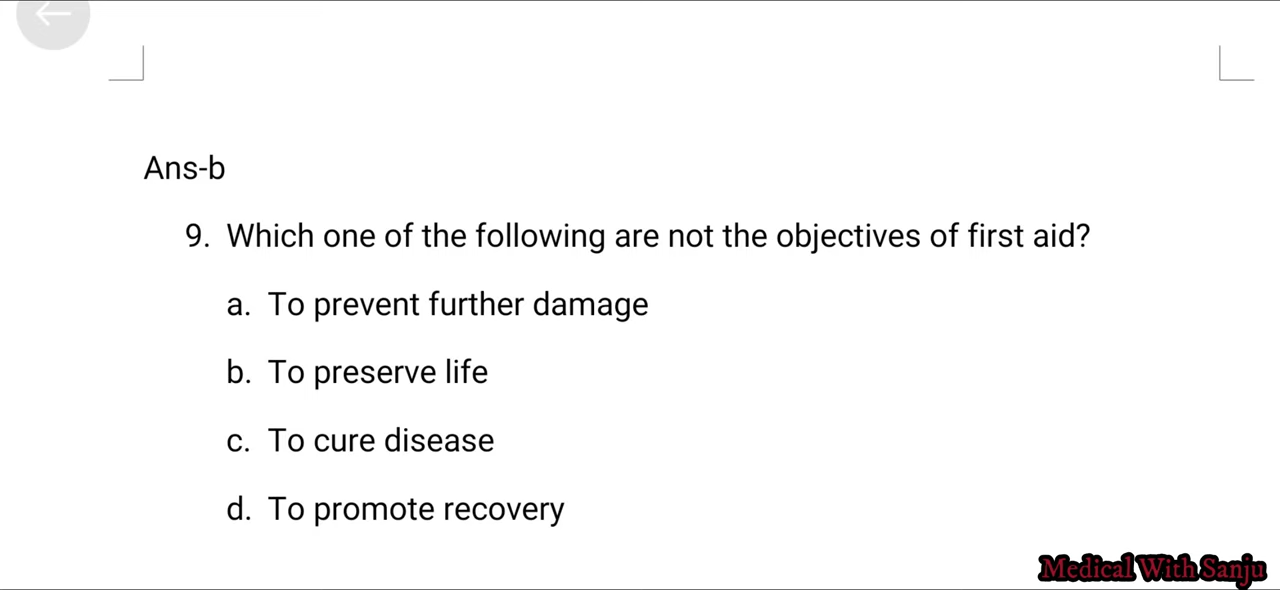 Ans-b
9. Which one of the following are not the objectives of first aid?
a. To prevent further damage
b. To preserve life
c. To cure disease
d. To promote recovery
Medical With Sanju